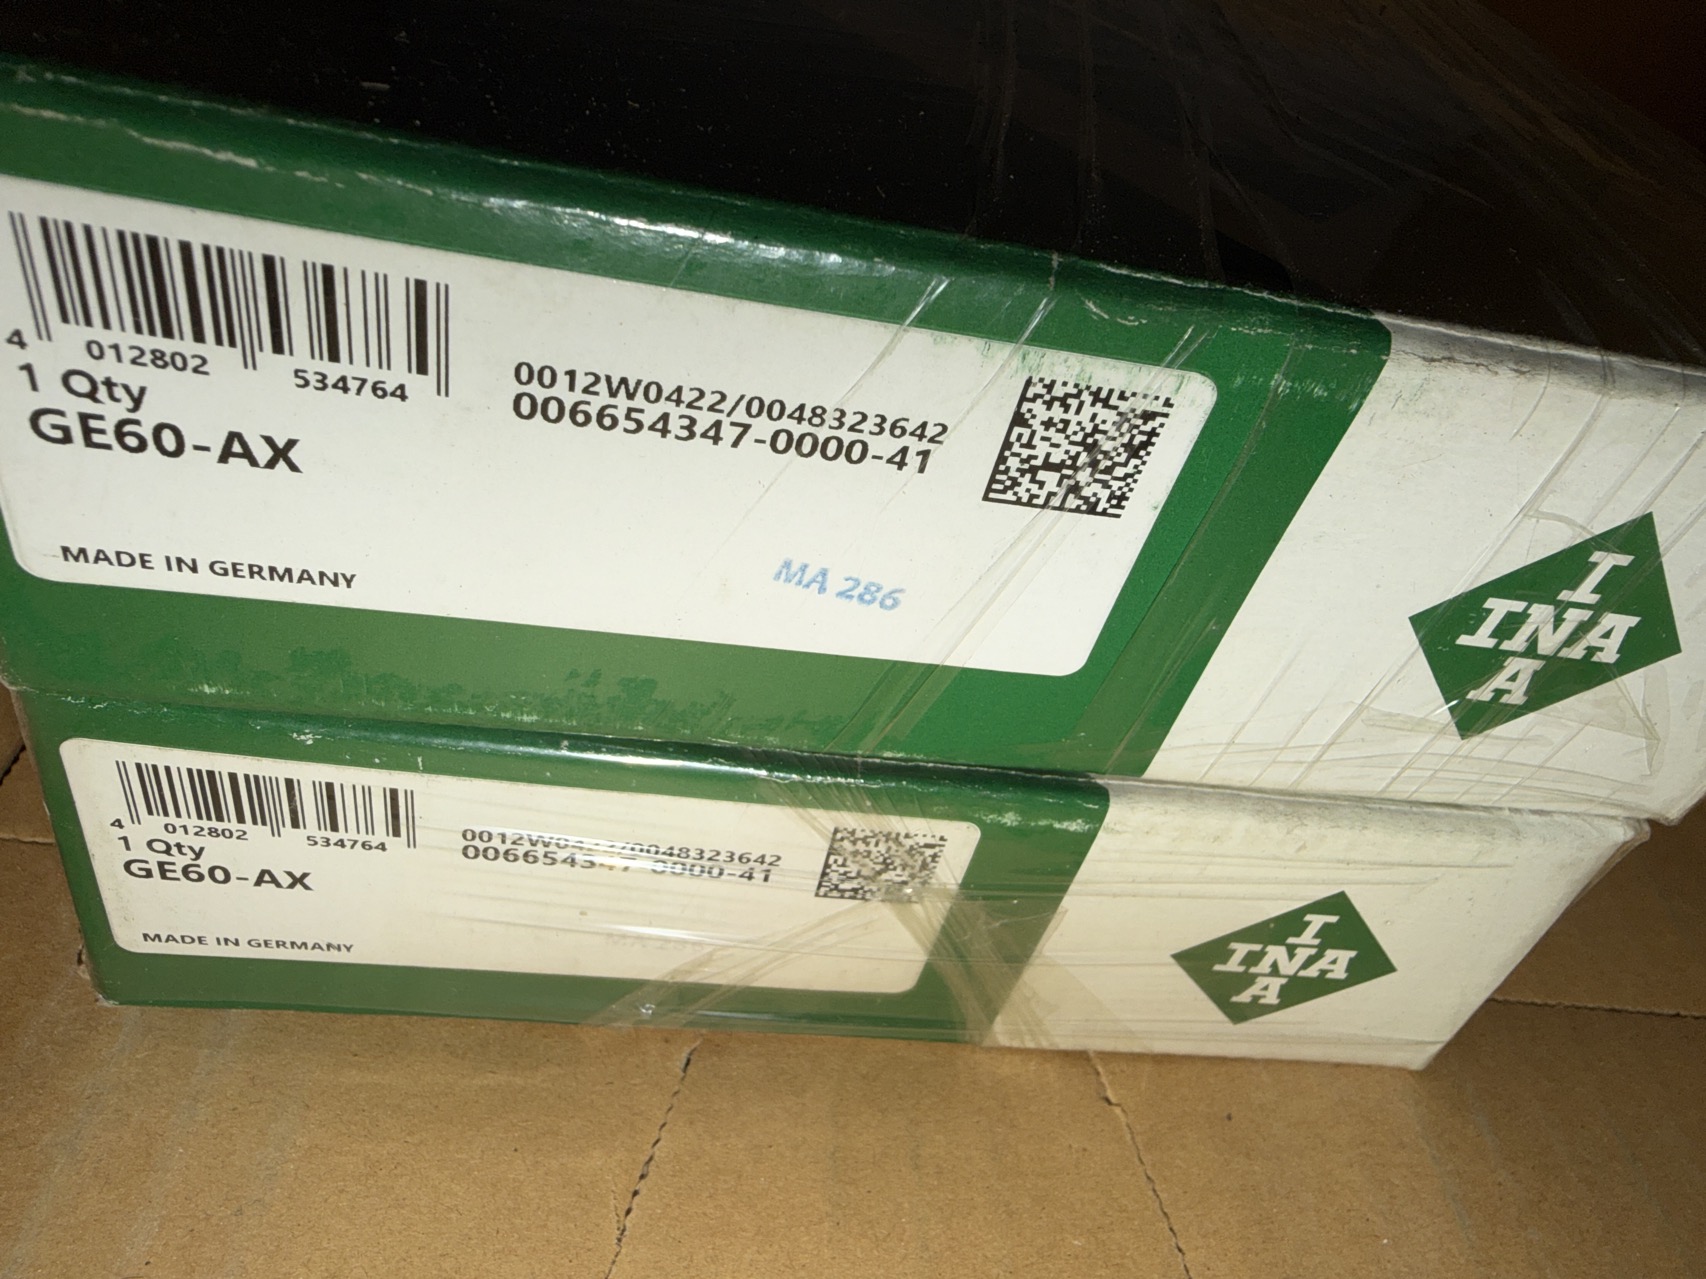 4 012802 534764
1 Qty
GE60-AX
0012W0422/0048323642
006654347-0000-41
MADE IN GERMANY
MA 286
I
INA
A
4 012802 534764
1 Qty
GE60-AX
0048323642
-41
MADE IN GERMANY
I
INA
A